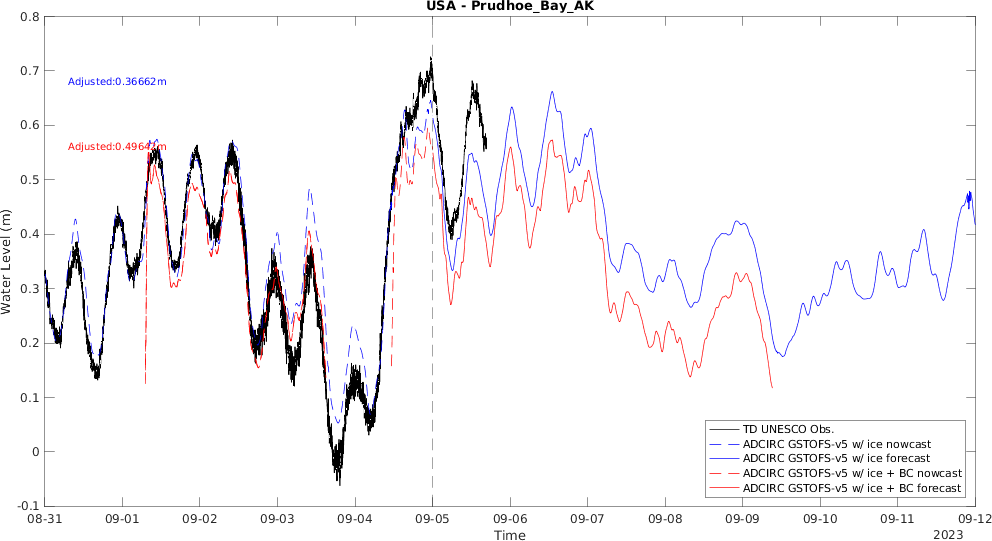 USA - Prudhoe_Bay_AK
0.8
0.7
0.6
0.5
0.4
0.3
0.2
0.1
0
-0.1
Water Level (m)
Adjusted:0.36662m
08-31 09-01 09-02 09-03 09-04 09-05 09-06 09-07 09-08 09-09 09-10 09-11 09-12
Time
2023
TD UNESCO Obs.
ADCIRC GSTOFS-v5 w/ ice nowcast
ADCIRC GSTOFS-v5 w/ ice forecast
ADCIRC GSTOFS-v5 w/ ice + BC nowcast
ADCIRC GSTOFS-v5 w/ ice + BC forecast